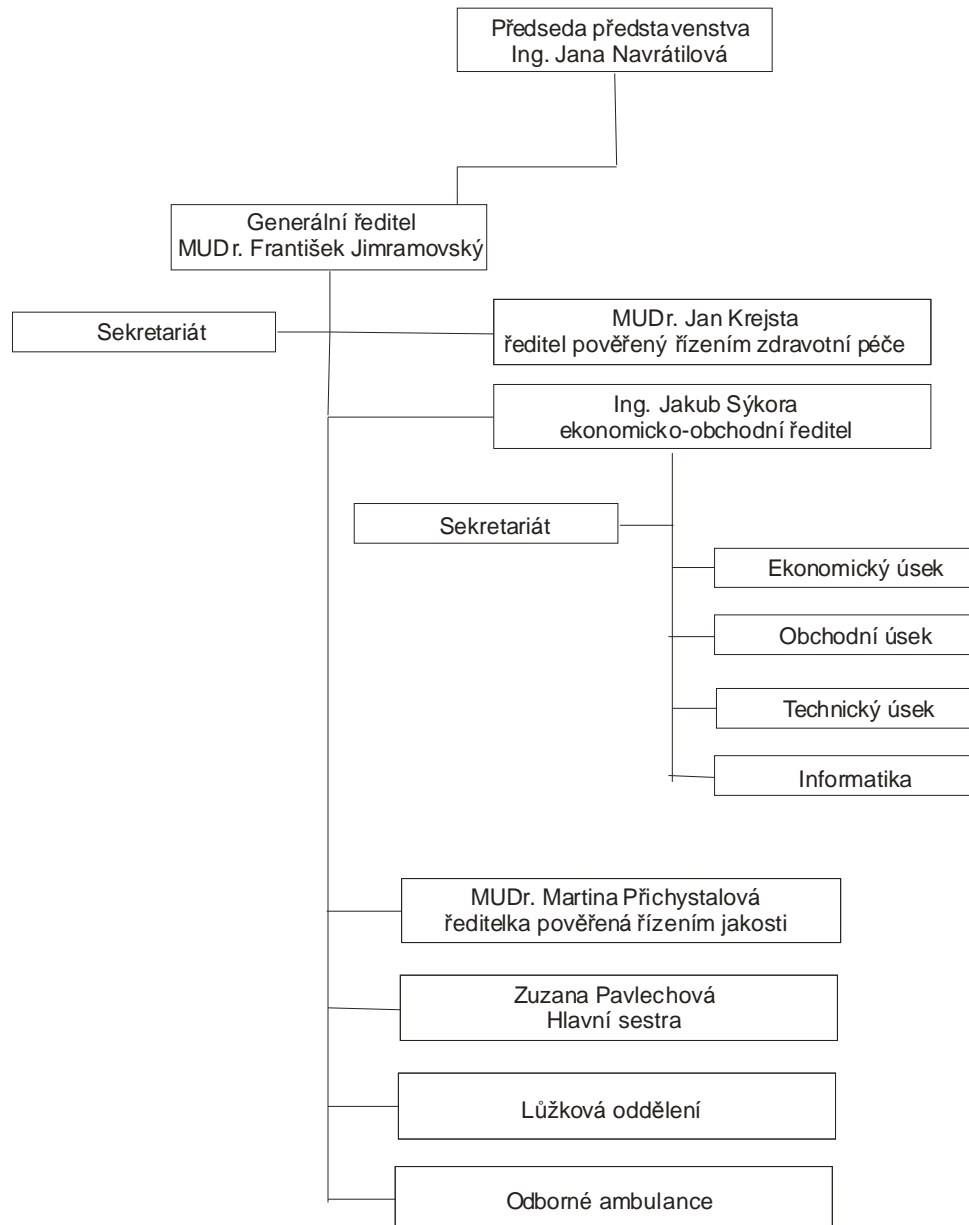 Předseda představenstva
Ing. Jana Navrátilová
Generální ředitel
MUDr. František Jimramovský
Sekretariát
MUDr. Jan Krejsta
ředitel pověřený řízením zdravotní péče
Ing. Jakub Sýkora
ekonomicko-obchodní ředitel
Sekretariát
Ekonomický úsek
Obchodní úsek
Technický úsek
Informatika
MUDr. Martina Přichystalová
ředitelka pověřená řízením jakosti
Zuzana Pavlechová
Hlavní sestra
Lůžková oddělení
Odborné ambulance